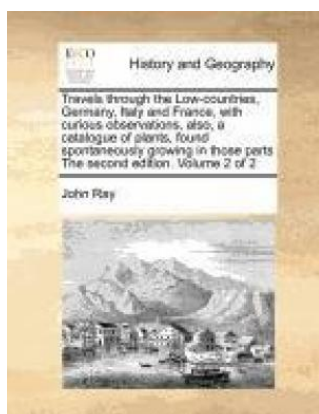 ECCO
History and Geography
Travels through the Low-countries,
Germany, Italy and France, with
curious observations, also, a
catalogue of plants, found
spontaneously growing in those parts
The second edition. Volume 2 of 2
John Ray